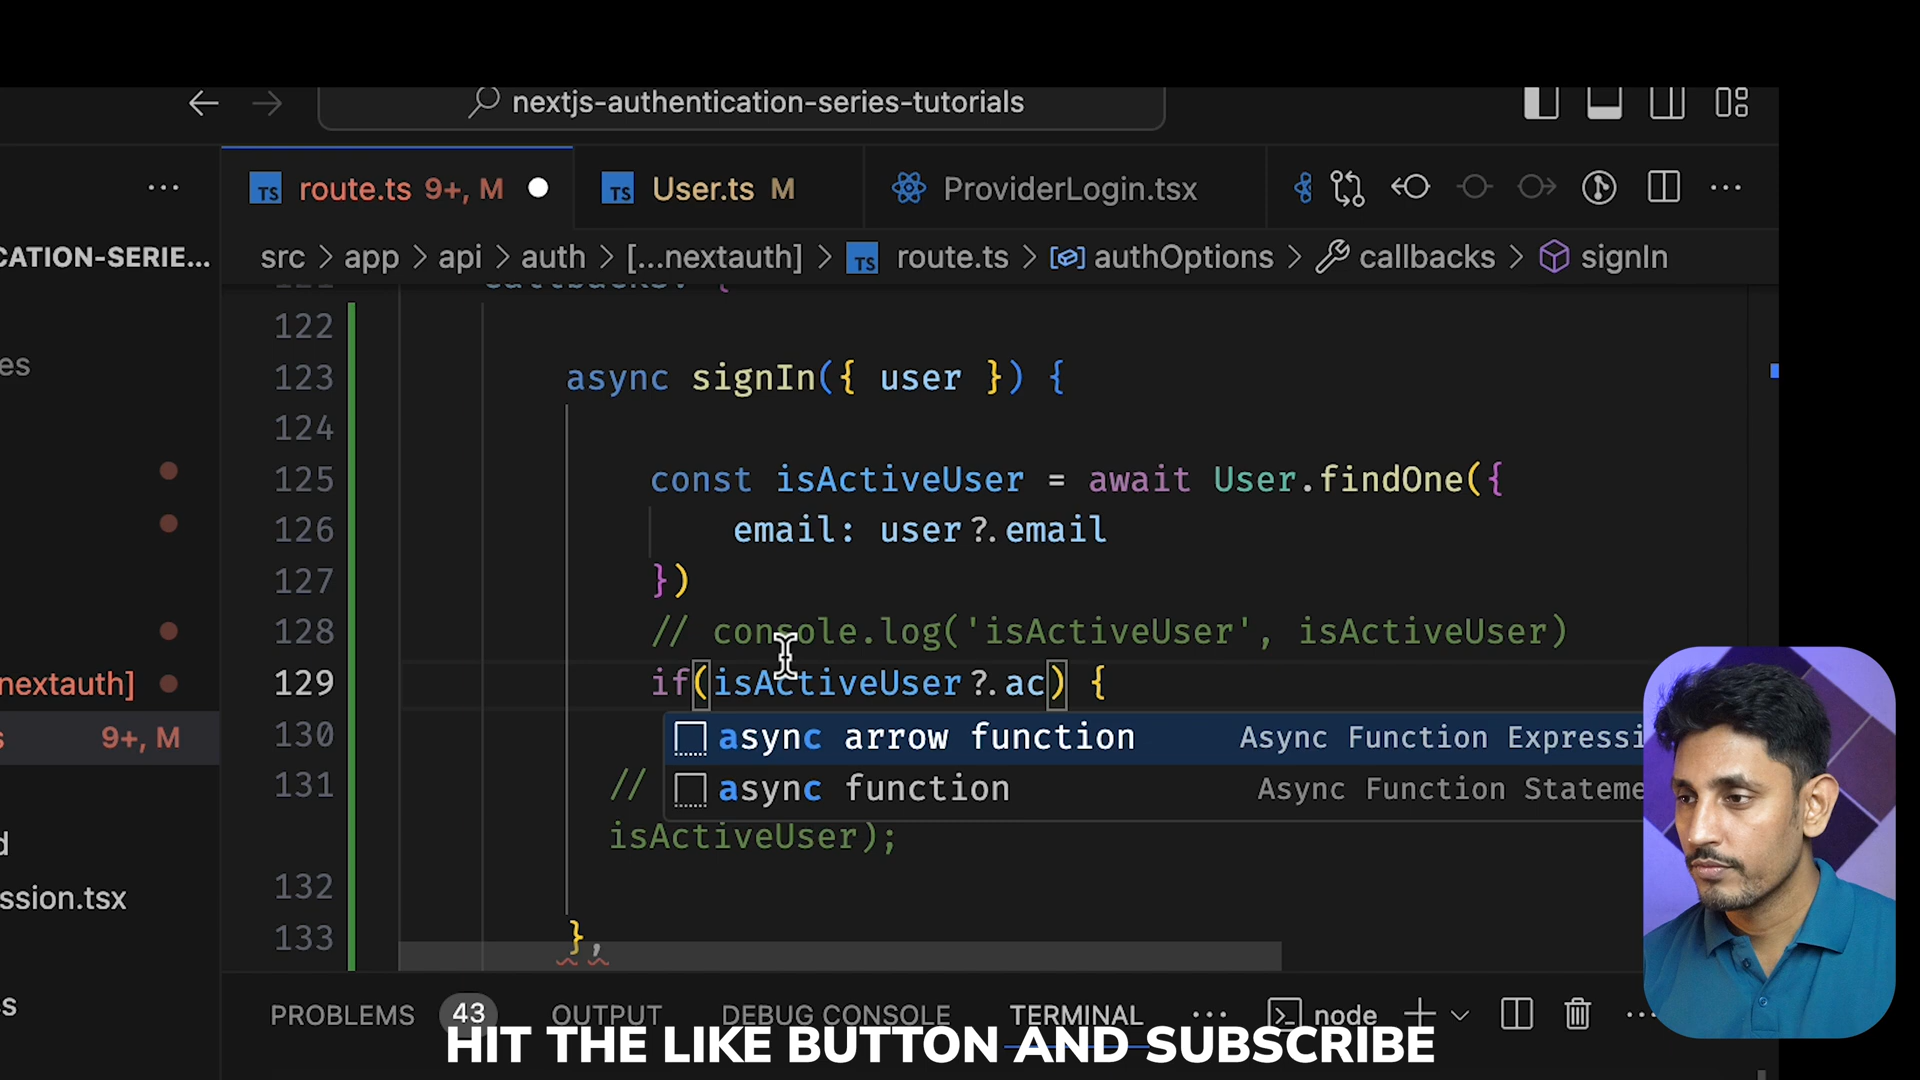 nextjs-authentication-series-tutorials
route.ts 9+, M User.ts M ProviderLogin.tsx
CATION-SERIE...
src > app > api > auth > [...nextauth] > route.ts > authOptions > callbacks > signIn
122
123 async signIn({ user }) {
124
125 const isActiveUser = await User.findOne({
126 email: user?.email
127 })
128 // console.log('isActiveUser', isActiveUser)
129 if(isActiveUser?.ac) {
130 async arrow function Async Function Expressi
131 // async function Async Function Stateme
isActiveUser);
132
133 },
es
nextauth]
s 9+, M
d
ssion.tsx
s
PROBLEMS 43 OUTPUT DEBUG CONSOLE TERMINAL ... node
HIT THE LIKE BUTTON AND SUBSCRIBE